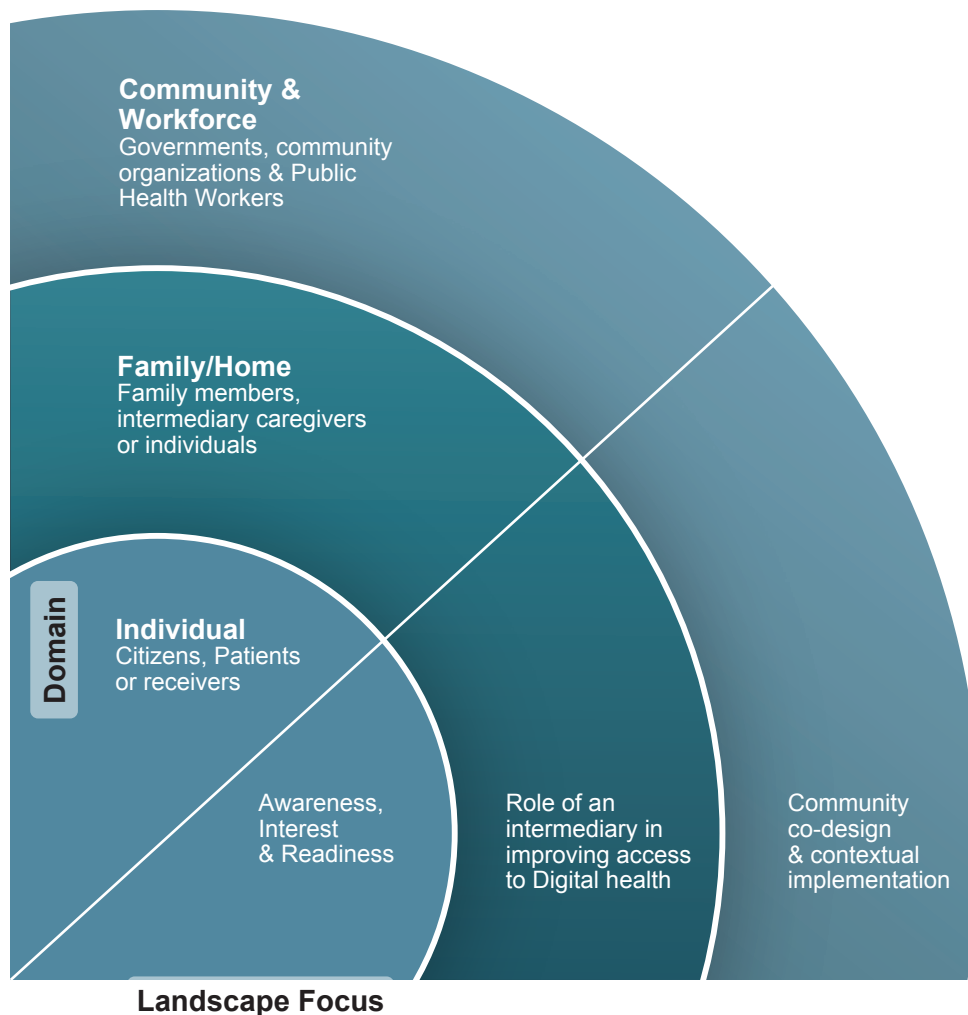 Community &
Workforce
Governments, community
organizations & Public
Health Workers
Family/Home
Family members,
intermediary caregivers
or individuals
Domain
Individual
Citizens, Patients
or receivers
Awareness,
Interest
& Readiness
Role of an
intermediary in
improving access
to Digital health
Community
co-design
& contextual
implementation
Landscape Focus